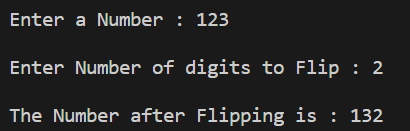 Enter a Number : 123
Enter Number of digits to Flip : 2
The Number after Flipping is : 132